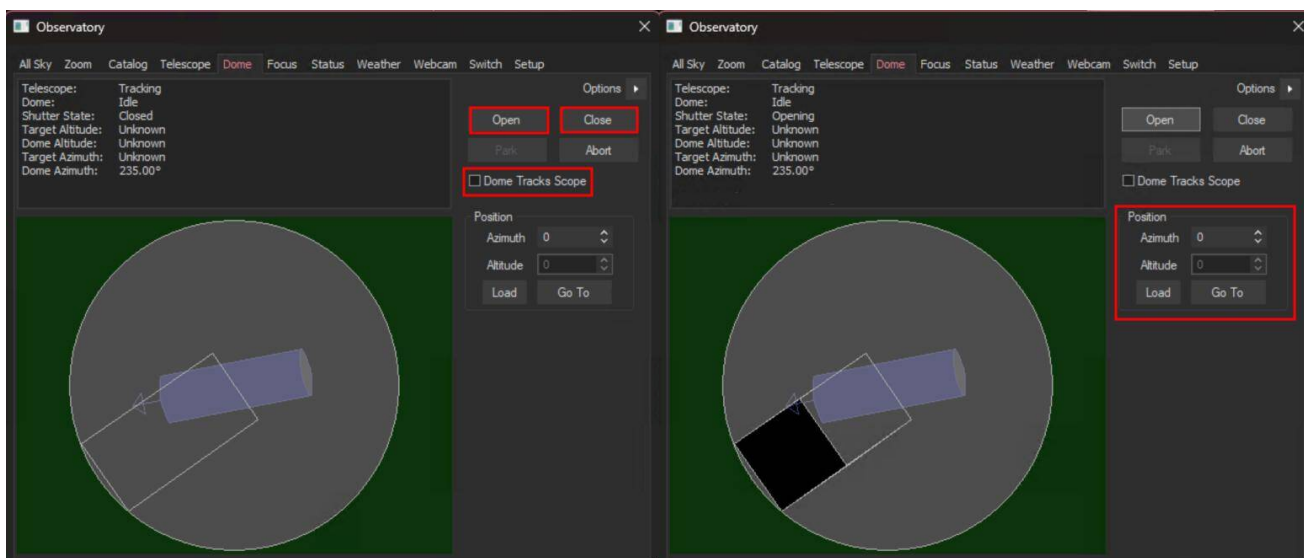 Observatory
All Sky Zoom Catalog Telescope Dome Focus Status Weather Webcam Switch Setup
Telescope: Tracking
Dome: Idle
Shutter State: Closed
Target Altitude: Unknown
Dome Altitude: Unknown
Target Azimuth: Unknown
Dome Azimuth: 235.00°
Options
Open Close
Park Abort
Dome Tracks Scope
Position
Azimuth 0
Altitude 0
Load Go To
Observatory
All Sky Zoom Catalog Telescope Dome Focus Status Weather Webcam Switch Setup
Telescope: Tracking
Dome: Idle
Shutter State: Opening
Target Altitude: Unknown
Dome Altitude: Unknown
Target Azimuth: Unknown
Dome Azimuth: 235.00°
Options
Open Close
Park Abort
Dome Tracks Scope
Position
Azimuth 0
Altitude 0
Load Go To